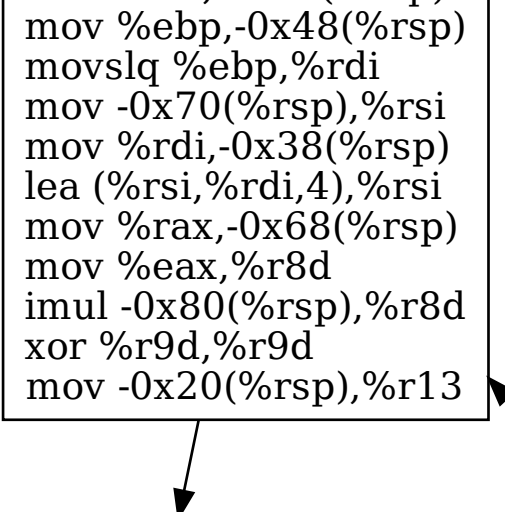 mov %ebp,-0x48(%rsp)
movslq %ebp,%rdi
mov -0x70(%rsp),%rsi
mov %rdi,-0x38(%rsp)
lea (%rsi,%rdi,4),%rsi
mov %rax,-0x68(%rsp)
mov %eax,%r8d
imul -0x80(%rsp),%r8d
xor %r9d,%r9d
mov -0x20(%rsp),%r13